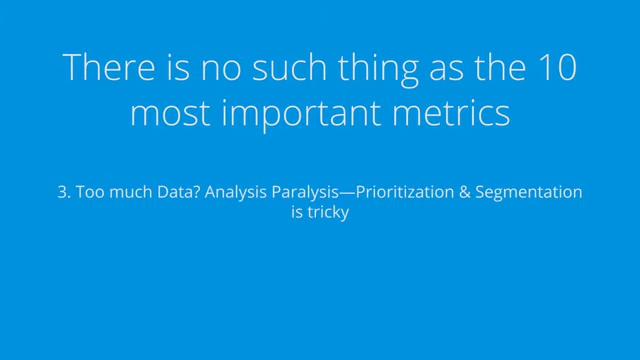 There is no such thing as the 10
most important metrics
3. Too much Data? Analysis Paralysis—Prioritization & Segmentation
is tricky